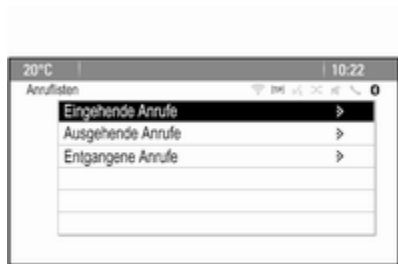 20°C 10:22
Anruflisten
Eingehende Anrufe
Ausgehende Anrufe
Entgangene Anrufe